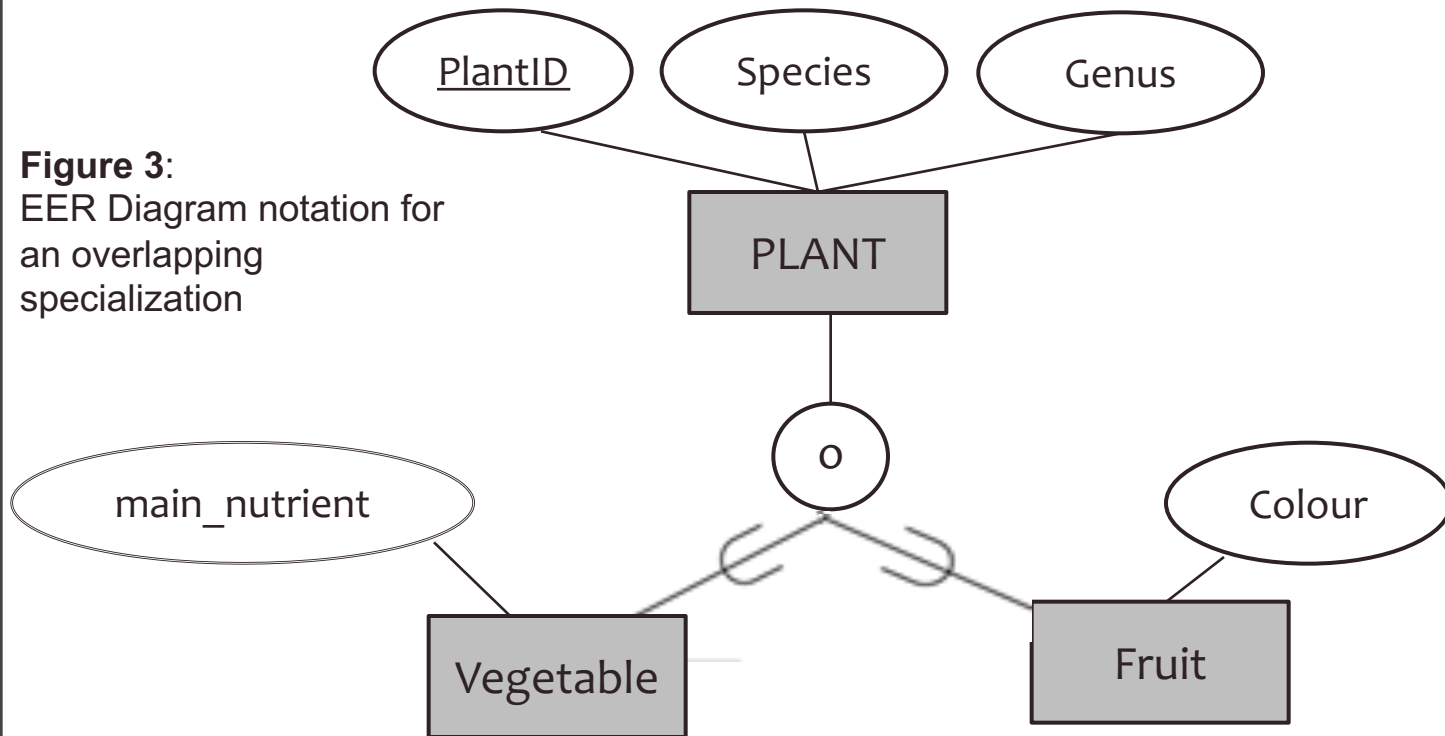 PlantID
Species
Genus
Figure 3:
EER Diagram notation for
an overlapping
specialization
PLANT
o
main_nutrient
Colour
Vegetable
Fruit